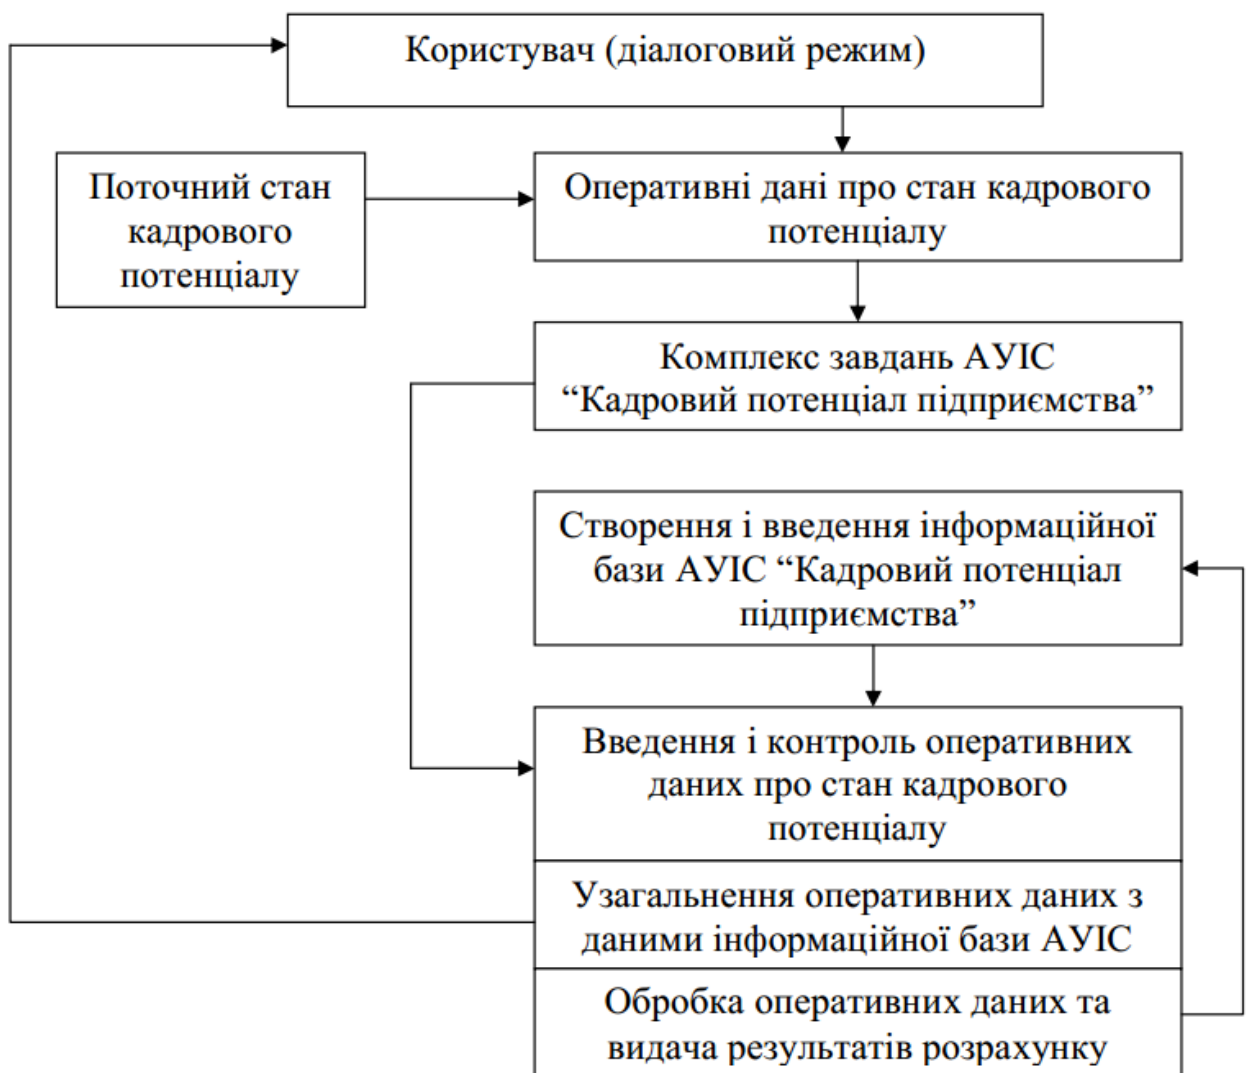 Користувач (діалоговий режим)
Поточний стан
кадрового
потенціалу
Оперативні дані про стан кадрового
потенціалу
Комплекс завдань АУІС
“Кадровий потенціал підприємства”
Створення і введення інформаційної
бази АУІС “Кадровий потенціал
підприємства”
Введення і контроль оперативних
даних про стан кадрового
потенціалу
Узагальнення оперативних даних з
даними інформаційної бази АУІС
Обробка оперативних даних та
видача результатів розрахунку